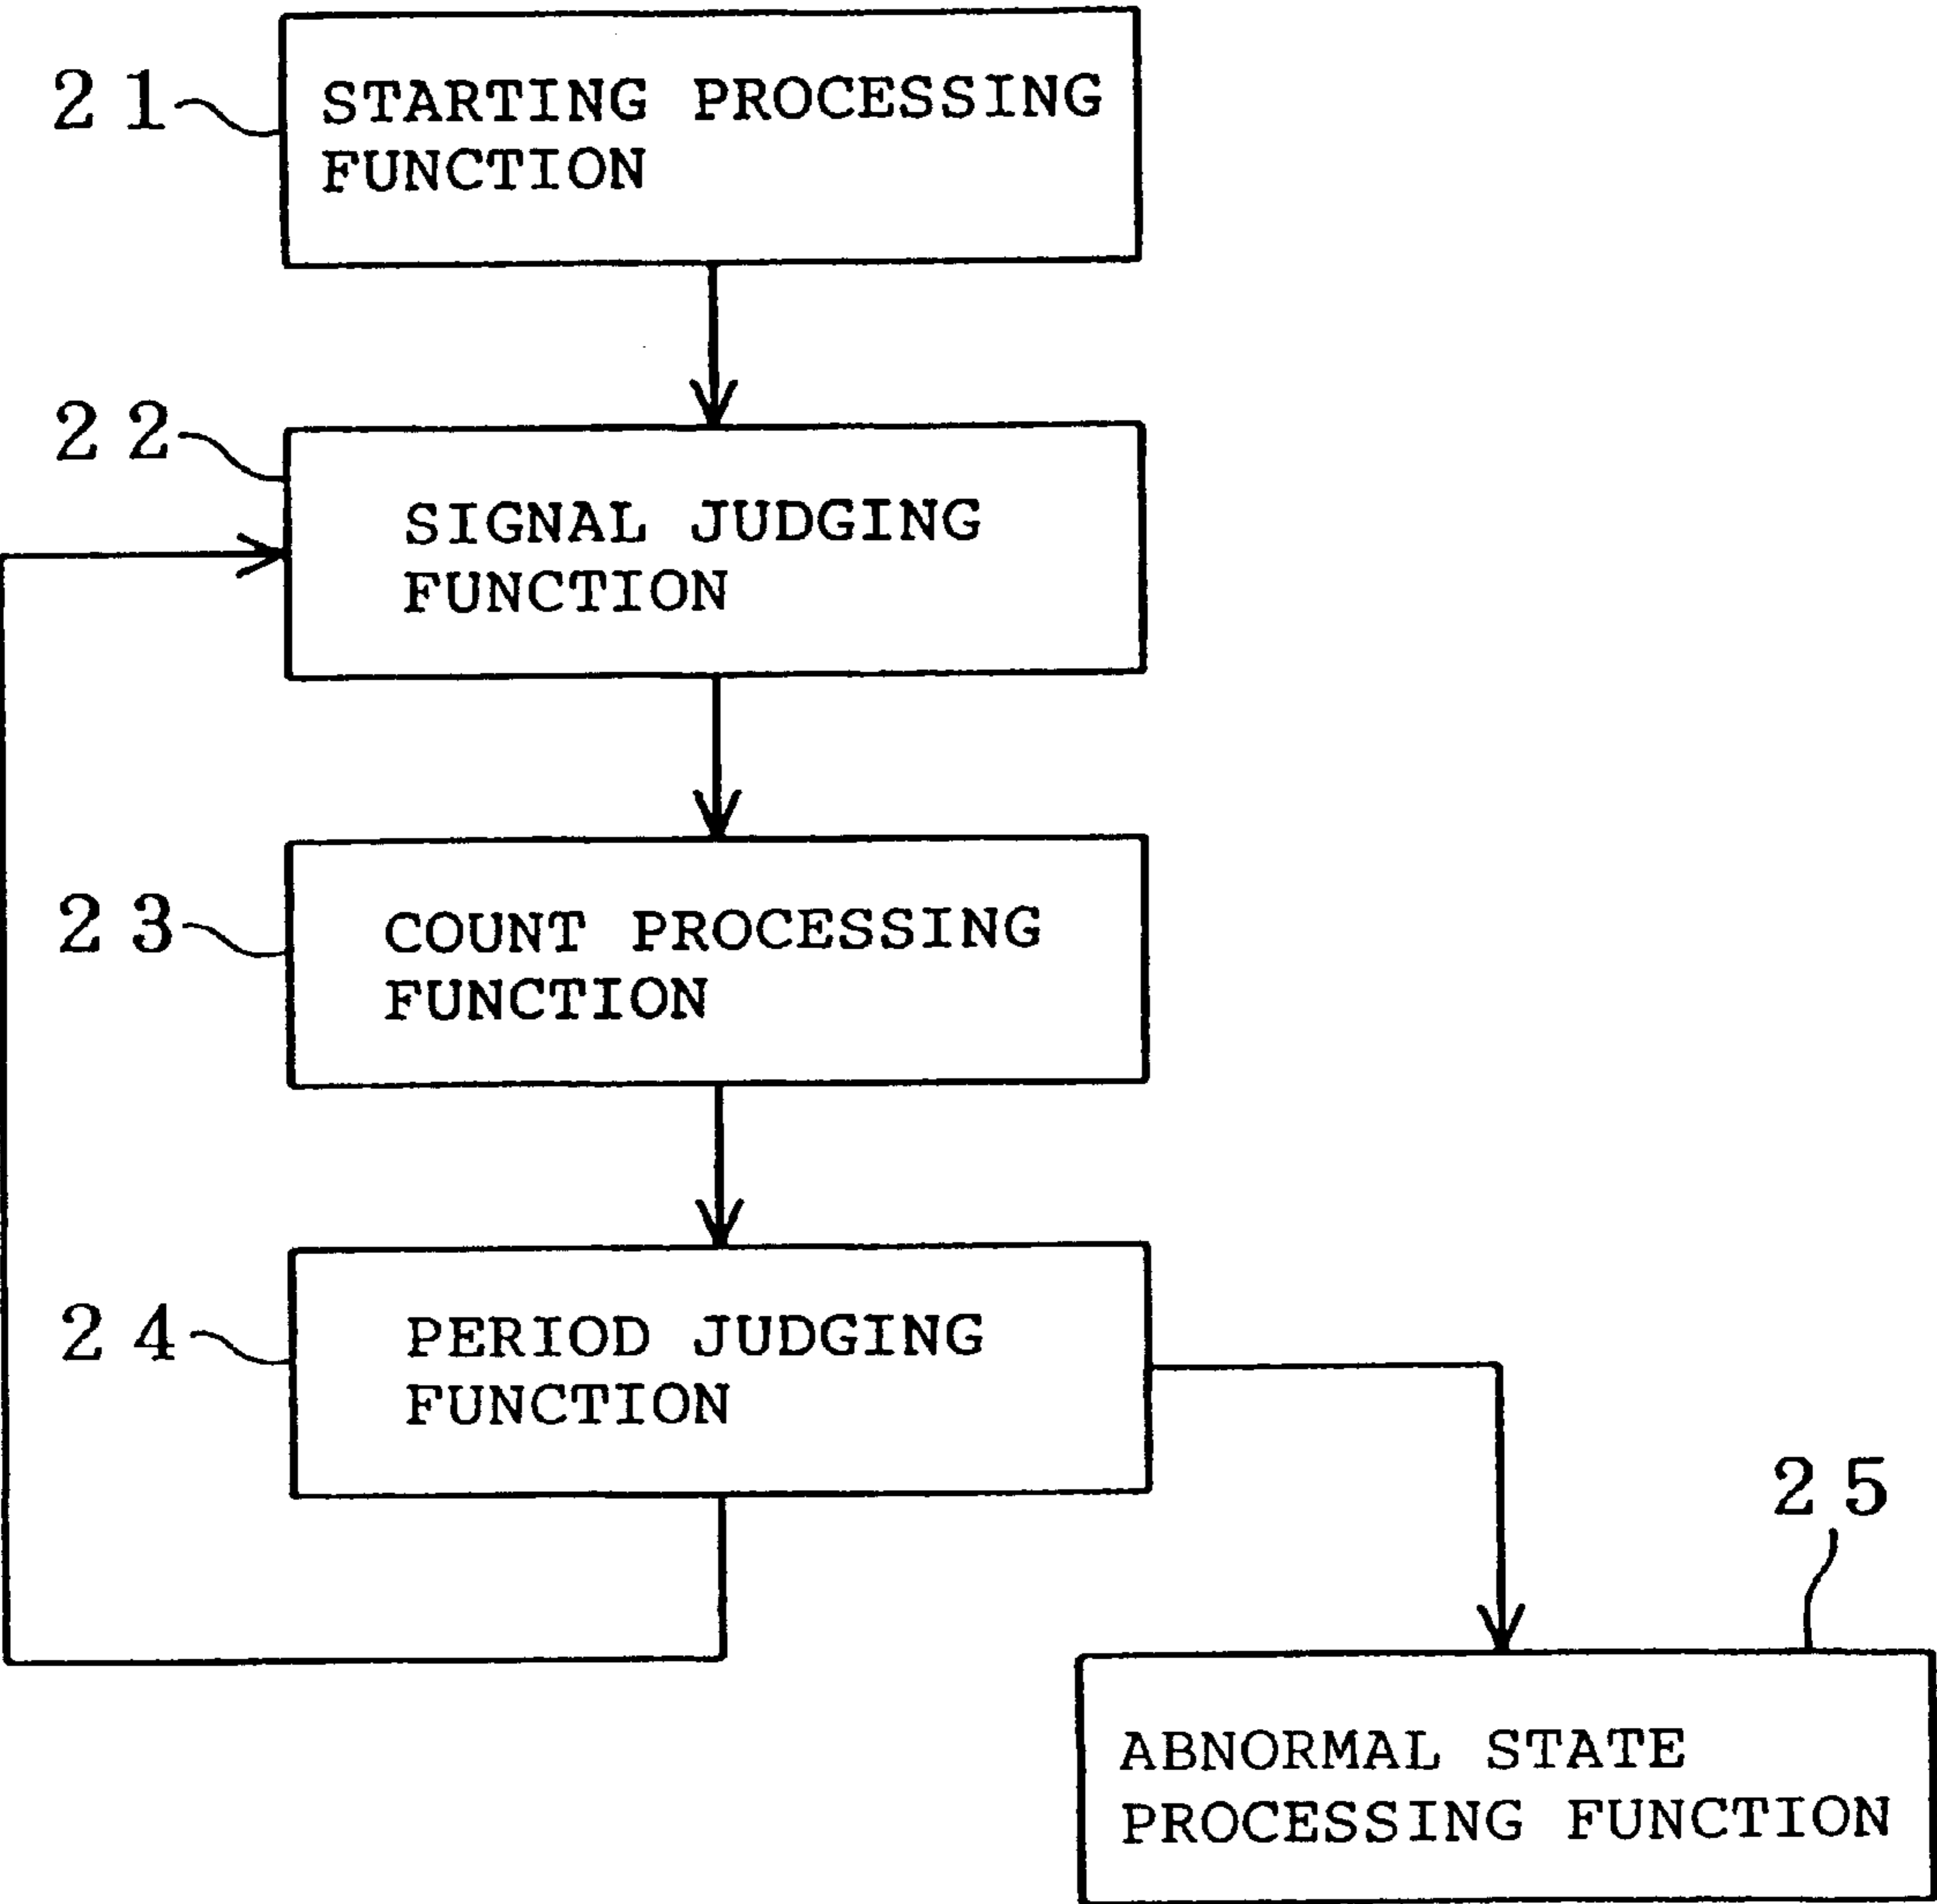 21
STARTING PROCESSING
FUNCTION
22
SIGNAL JUDGING
FUNCTION
23
COUNT PROCESSING
FUNCTION
24
PERIOD JUDGING
FUNCTION
25
ABNORMAL STATE
PROCESSING FUNCTION